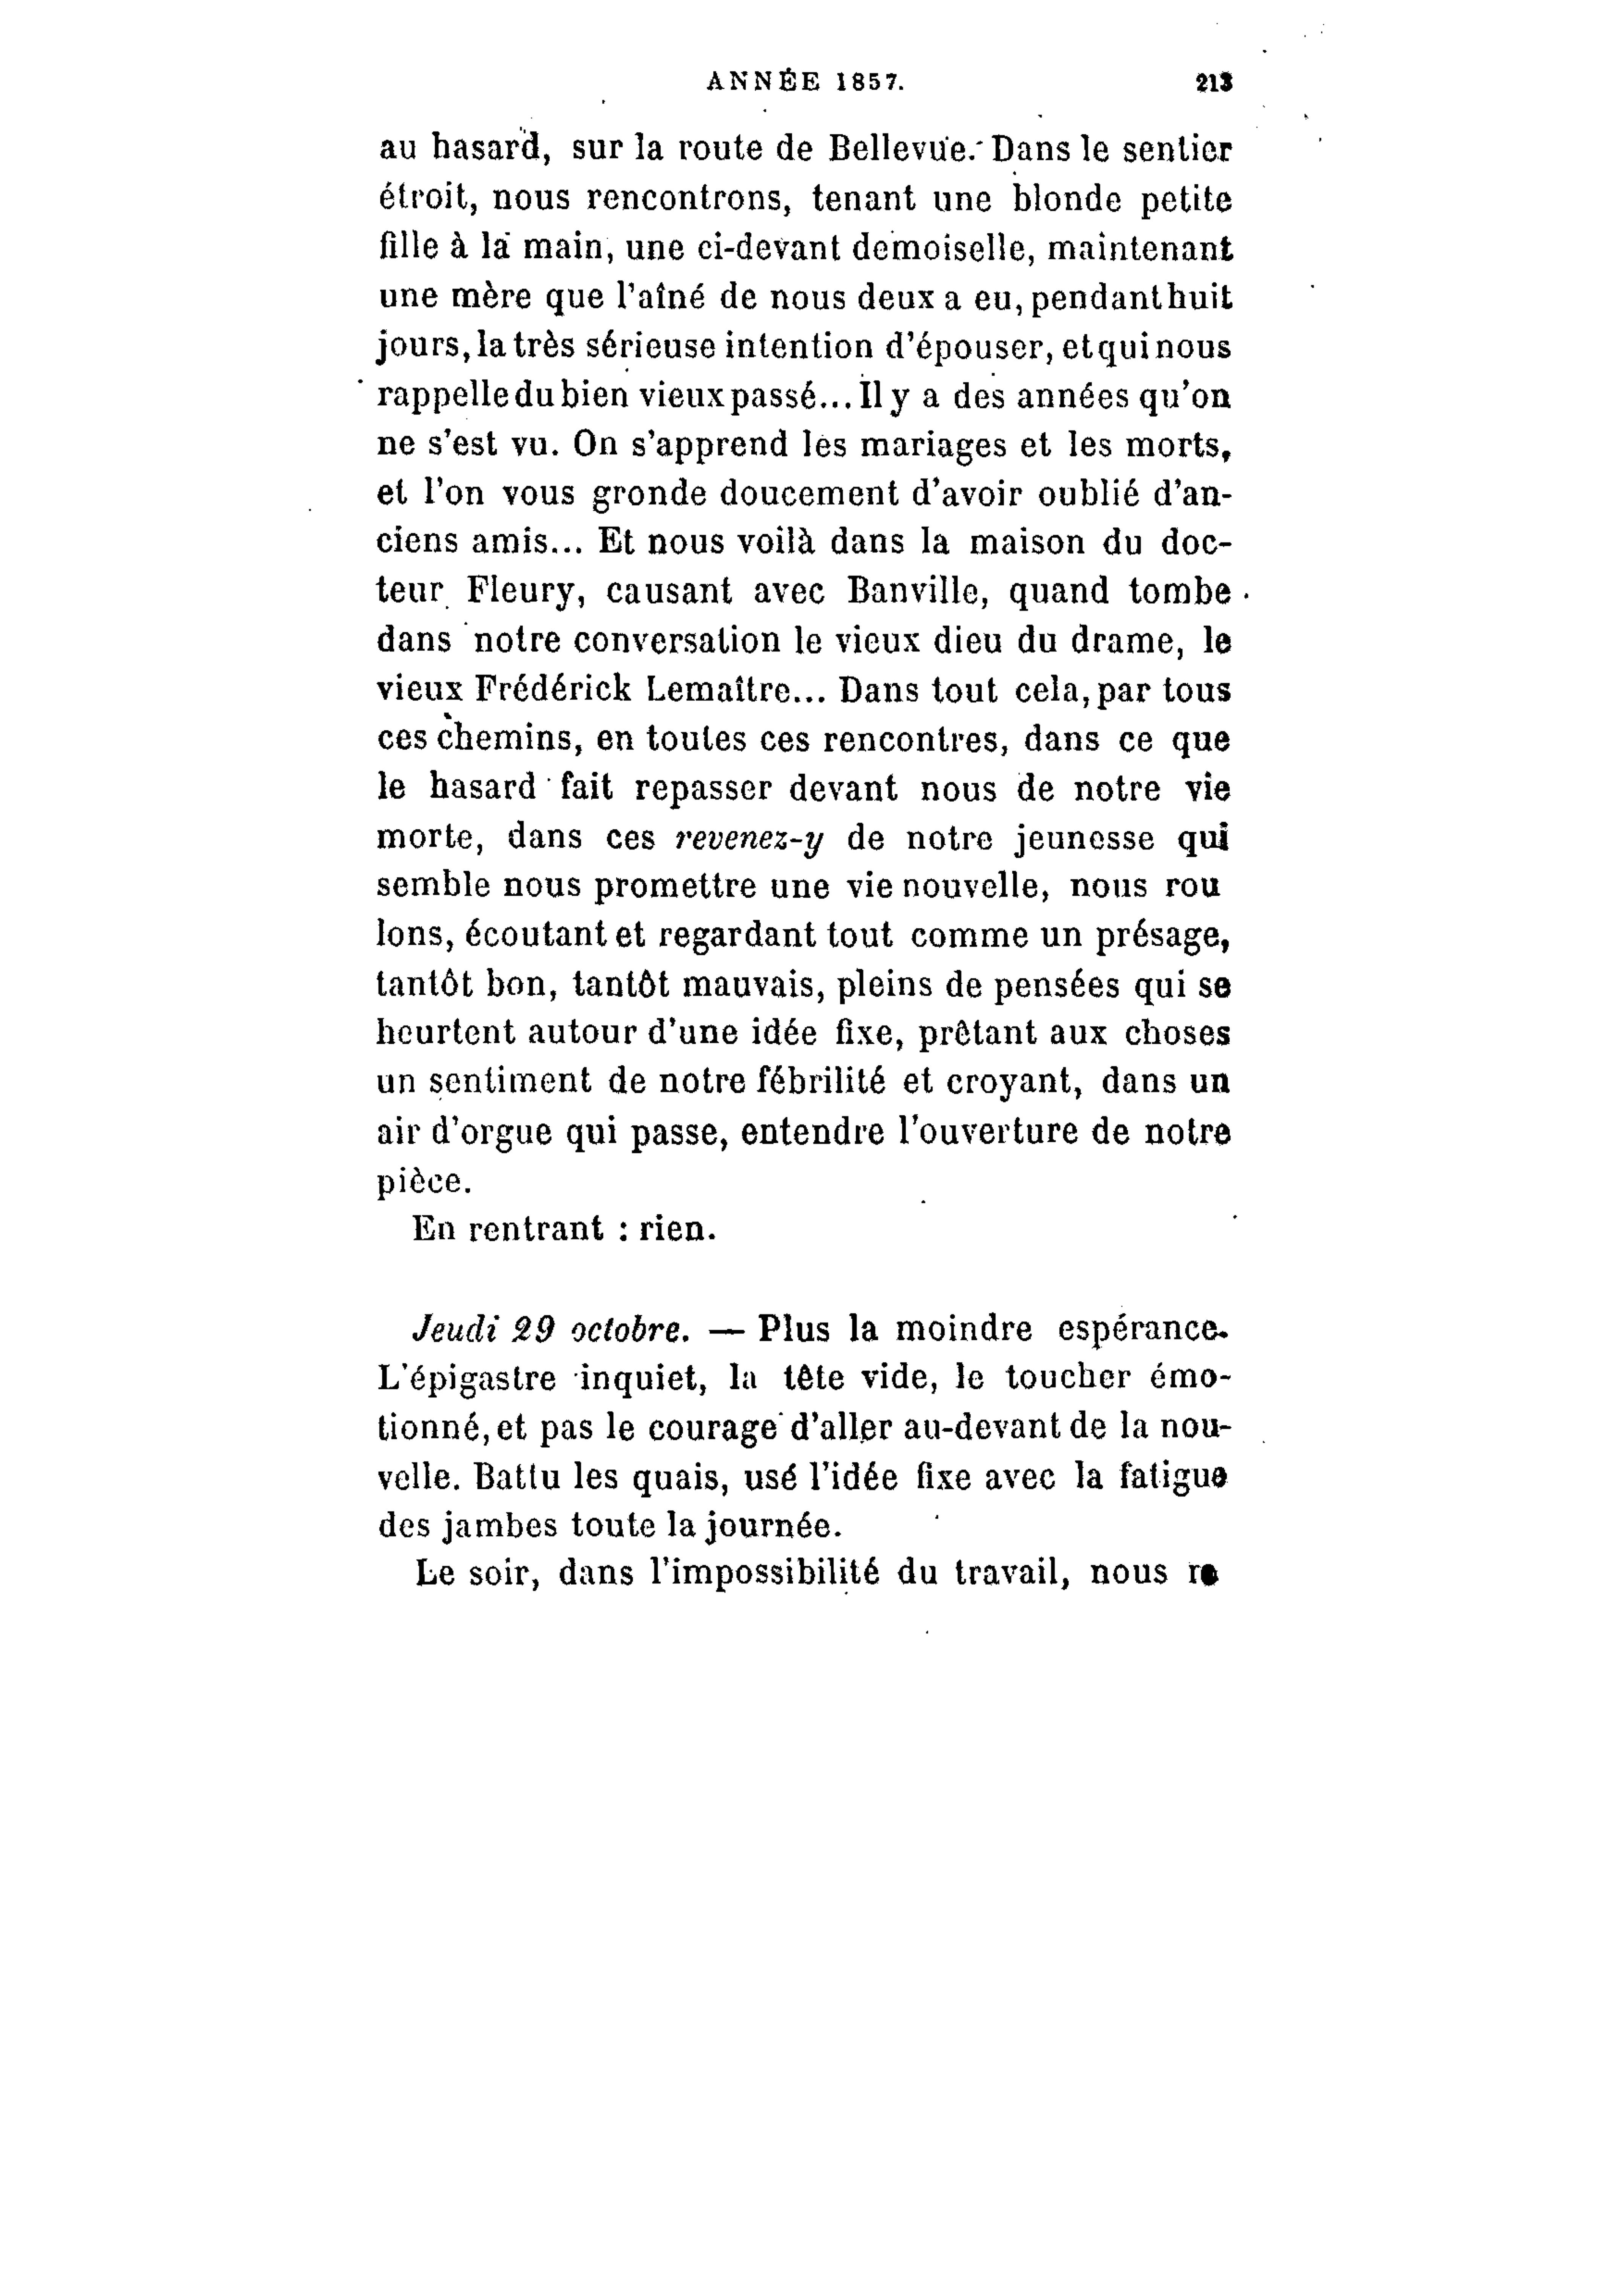 ANNÉE 1857. 213
au hasard, sur la route de Bellevue. Dans le sentier
étroit, nous rencontrons, tenant une blonde petite
fille à la main, une ci-devant demoiselle, maintenant
une mère que l'aîné de nous deux a eu, pendant huit
jours, la très sérieuse intention d'épouser, et qui nous
rappelle du bien vieux passé... Il y a des années qu'on
ne s'est vu. On s'apprend les mariages et les morts,
et l'on vous gronde doucement d'avoir oublié d'an-
ciens amis... Et nous voilà dans la maison du doc-
teur Fleury, causant avec Banville, quand tombe
dans notre conversation le vieux dieu du drame, le
vieux Frédérick Lemaître... Dans tout cela, par tous
ces chemins, en toutes ces rencontres, dans ce que
le hasard fait repasser devant nous de notre vie
morte, dans ces revenez-y de notre jeunesse qui
semble nous promettre une vie nouvelle, nous rou
lons, écoutant et regardant tout comme un présage,
tantôt bon, tantôt mauvais, pleins de pensées qui se
heurtent autour d'une idée fixe, prêtant aux choses
un sentiment de notre fébrilité et croyant, dans un
air d'orgue qui passe, entendre l'ouverture de notre
pièce.
En rentrant : rien.
Jeudi 29 octobre. — Plus la moindre espérance.
L'épigastre inquiet, la tête vide, le toucher émo-
tionné, et pas le courage d'aller au-devant de la nou-
velle. Battu les quais, usé l'idée fixe avec la fatigue
des jambes toute la journée.
Le soir, dans l'impossibilité du travail, nous re